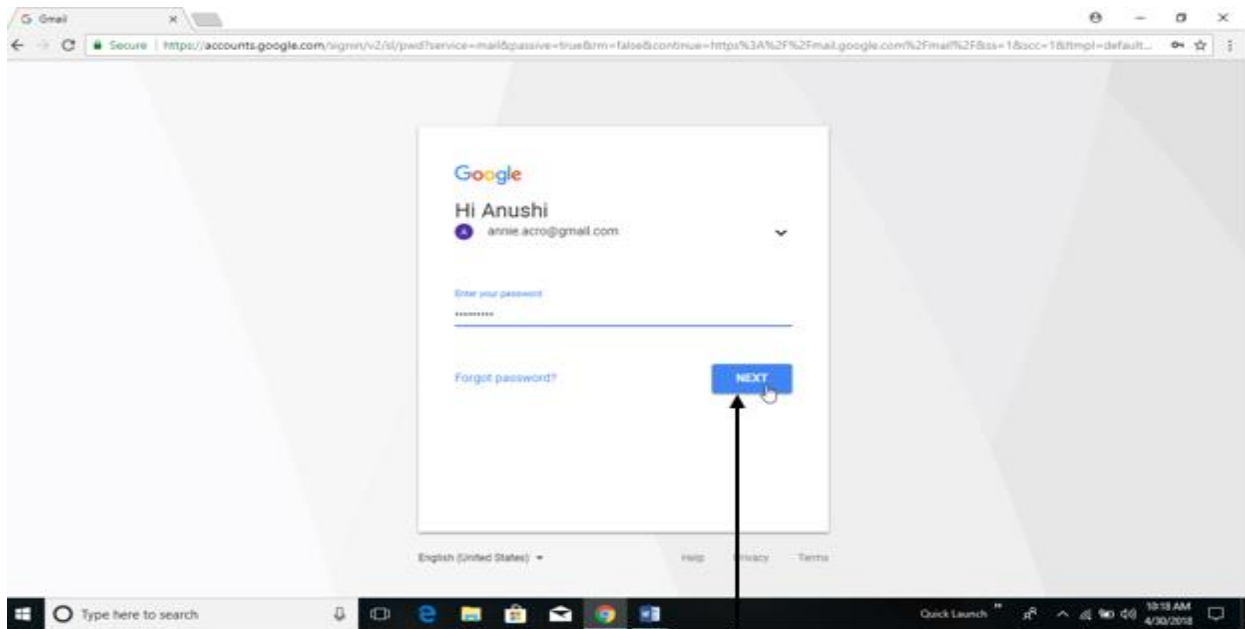 Gmail
Secure | https://accounts.google.com/signin/v2/sl/pwd?service=mail&passive=true&rm=false&continue=https%3A%2F%2Fmail.google.com%2Fmail%2F&ss=1&scc=1&ltmpl=default...
Google
Hi Anushi
A annie.acro@gmail.com
Enter your password
•••••••••
Forgot password? NEXT
English (United States) Help Privacy Terms
Type here to search Quick Launch 10:18 AM
4/30/2018